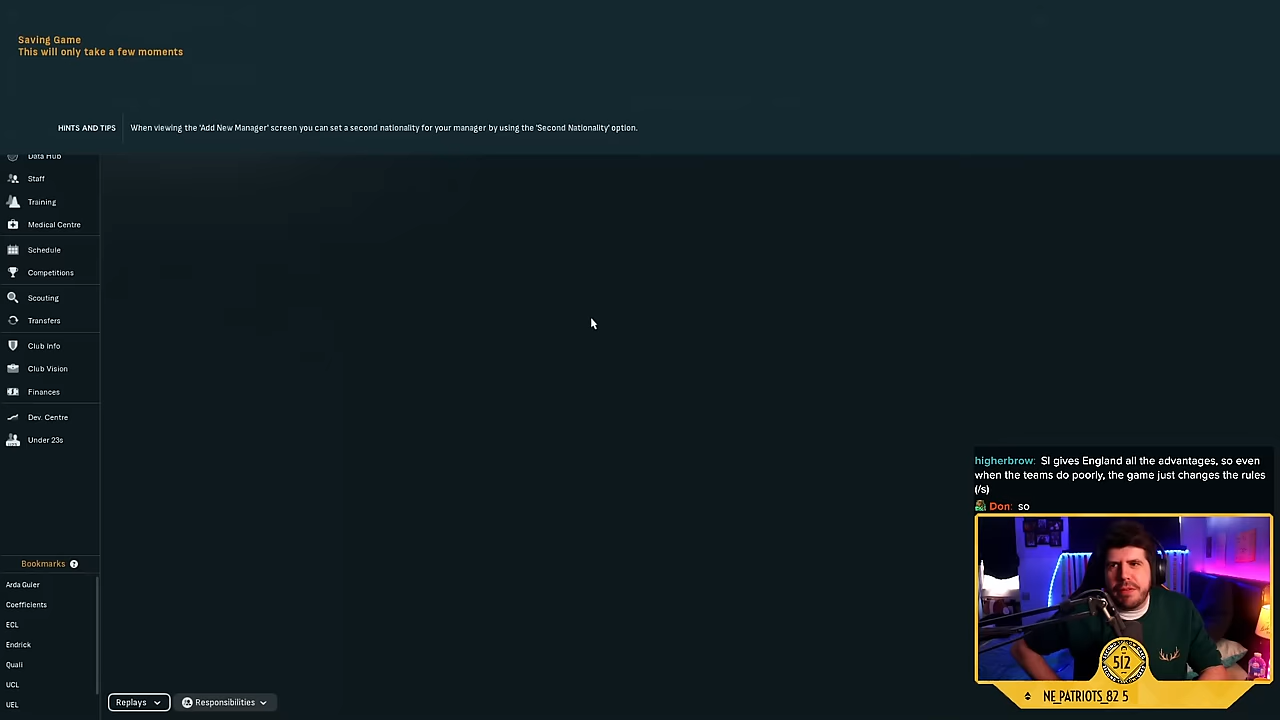 Saving Game
This will only take a few moments
HINTS AND TIPS
When viewing the 'Add New Manager' screen you can set a second nationality for your manager by using the 'Second Nationality' option.
Data Hub
Staff
Training
Medical Centre
Schedule
Competitions
Scouting
Transfers
Club Info
Club Vision
Finances
Dev. Centre
Under 23s
Bookmarks ?
Arda Guler
Coefficients
ECL
Endrick
Quali
UCL
UEL
Replays
Responsibilities
higherbrow: SI gives England all the advantages, so even
when the teams do poorly, the game just changes the rules
(/s)
Don: so
512
NE_PATRIOTS_82 5